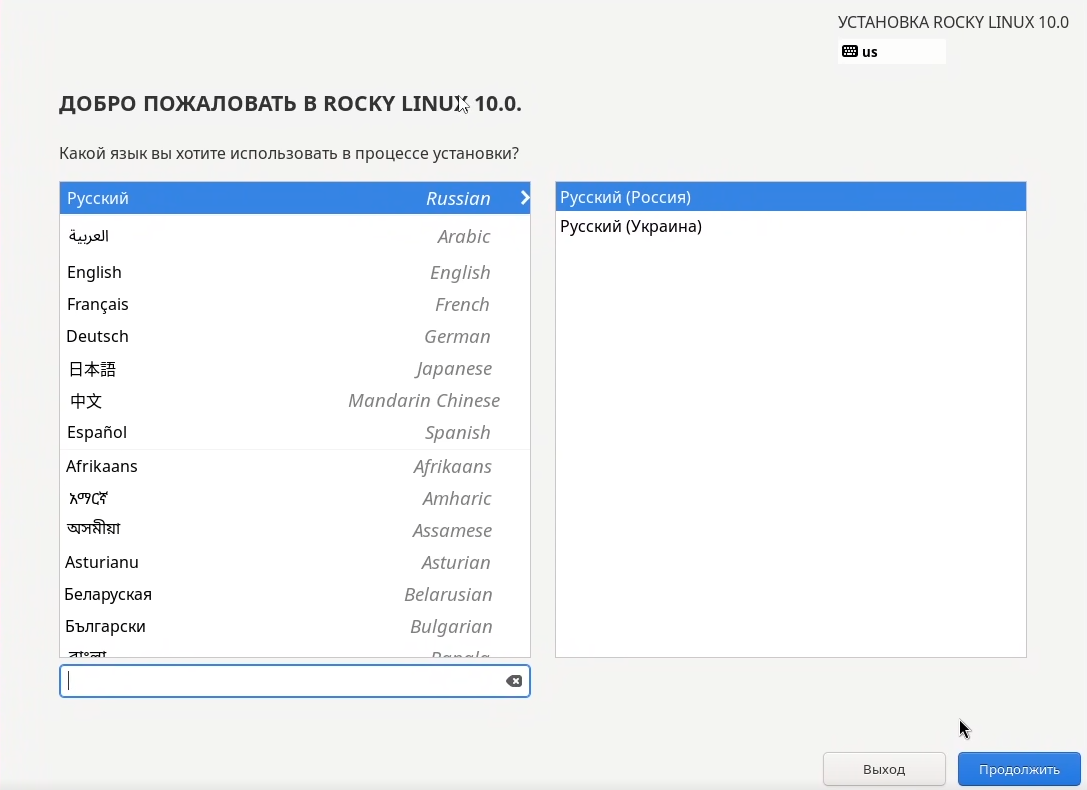 УСТАНОВКА ROCKY LINUX 10.0
us
ДОБРО ПОЖАЛОВАТЬ В ROCKY LINUX 10.0.
Какой язык вы хотите использовать в процессе установки?
Русский Russian
العربية Arabic
English English
Français French
Deutsch German
日本語 Japanese
中文 Mandarin Chinese
Español Spanish
Afrikaans Afrikaans
አማርኛ Amharic
অসমীয়া Assamese
Asturianu Asturian
Беларуская Belarusian
Български Bulgarian
বাংলা Bangla
Русский (Россия)
Русский (Украина)
Выход
Продолжить